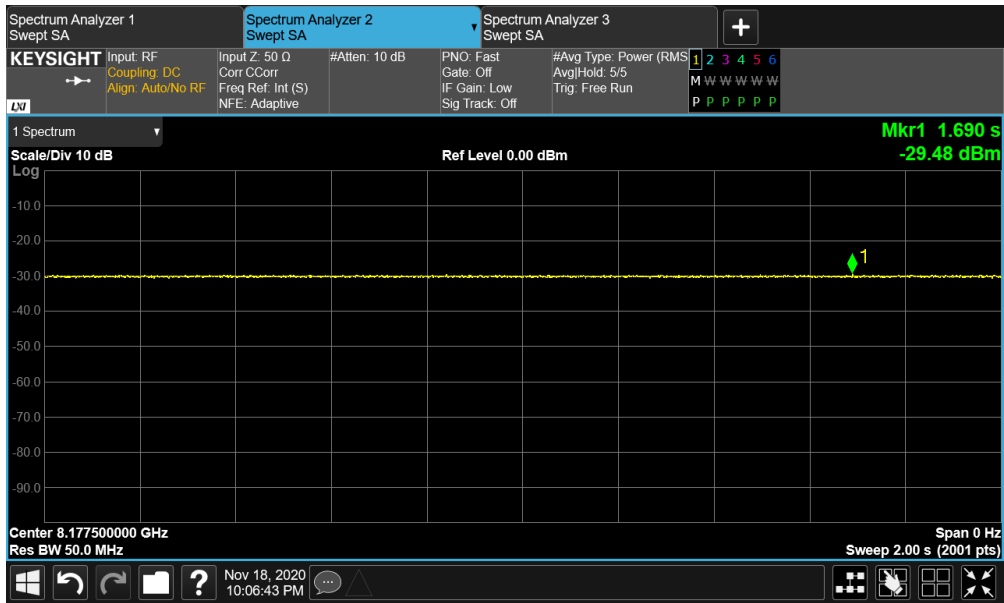 Spectrum Analyzer 1
Swept SA
Spectrum Analyzer 2
Swept SA
Spectrum Analyzer 3
Swept SA
+
KEYSIGHT
LXI
Input: RF
Coupling: DC
Align: Auto/No RF
Input Z: 50 Ω
Corr CCorr
Freq Ref: Int (S)
NFE: Adaptive
#Atten: 10 dB
PNO: Fast
Gate: Off
IF Gain: Low
Sig Track: Off
#Avg Type: Power (RMS
Avg|Hold: 5/5
Trig: Free Run
1 2 3 4 5 6
M W W W W W
P P P P P P
1 Spectrum
Scale/Div 10 dB
Ref Level 0.00 dBm
Mkr1 1.690 s
-29.48 dBm
Log
-10.0
-20.0
-30.0
-40.0
-50.0
-60.0
-70.0
-80.0
-90.0
1
Center 8.177500000 GHz
Res BW 50.0 MHz
Span 0 Hz
Sweep 2.00 s (2001 pts)
?
Nov 18, 2020
10:06:43 PM